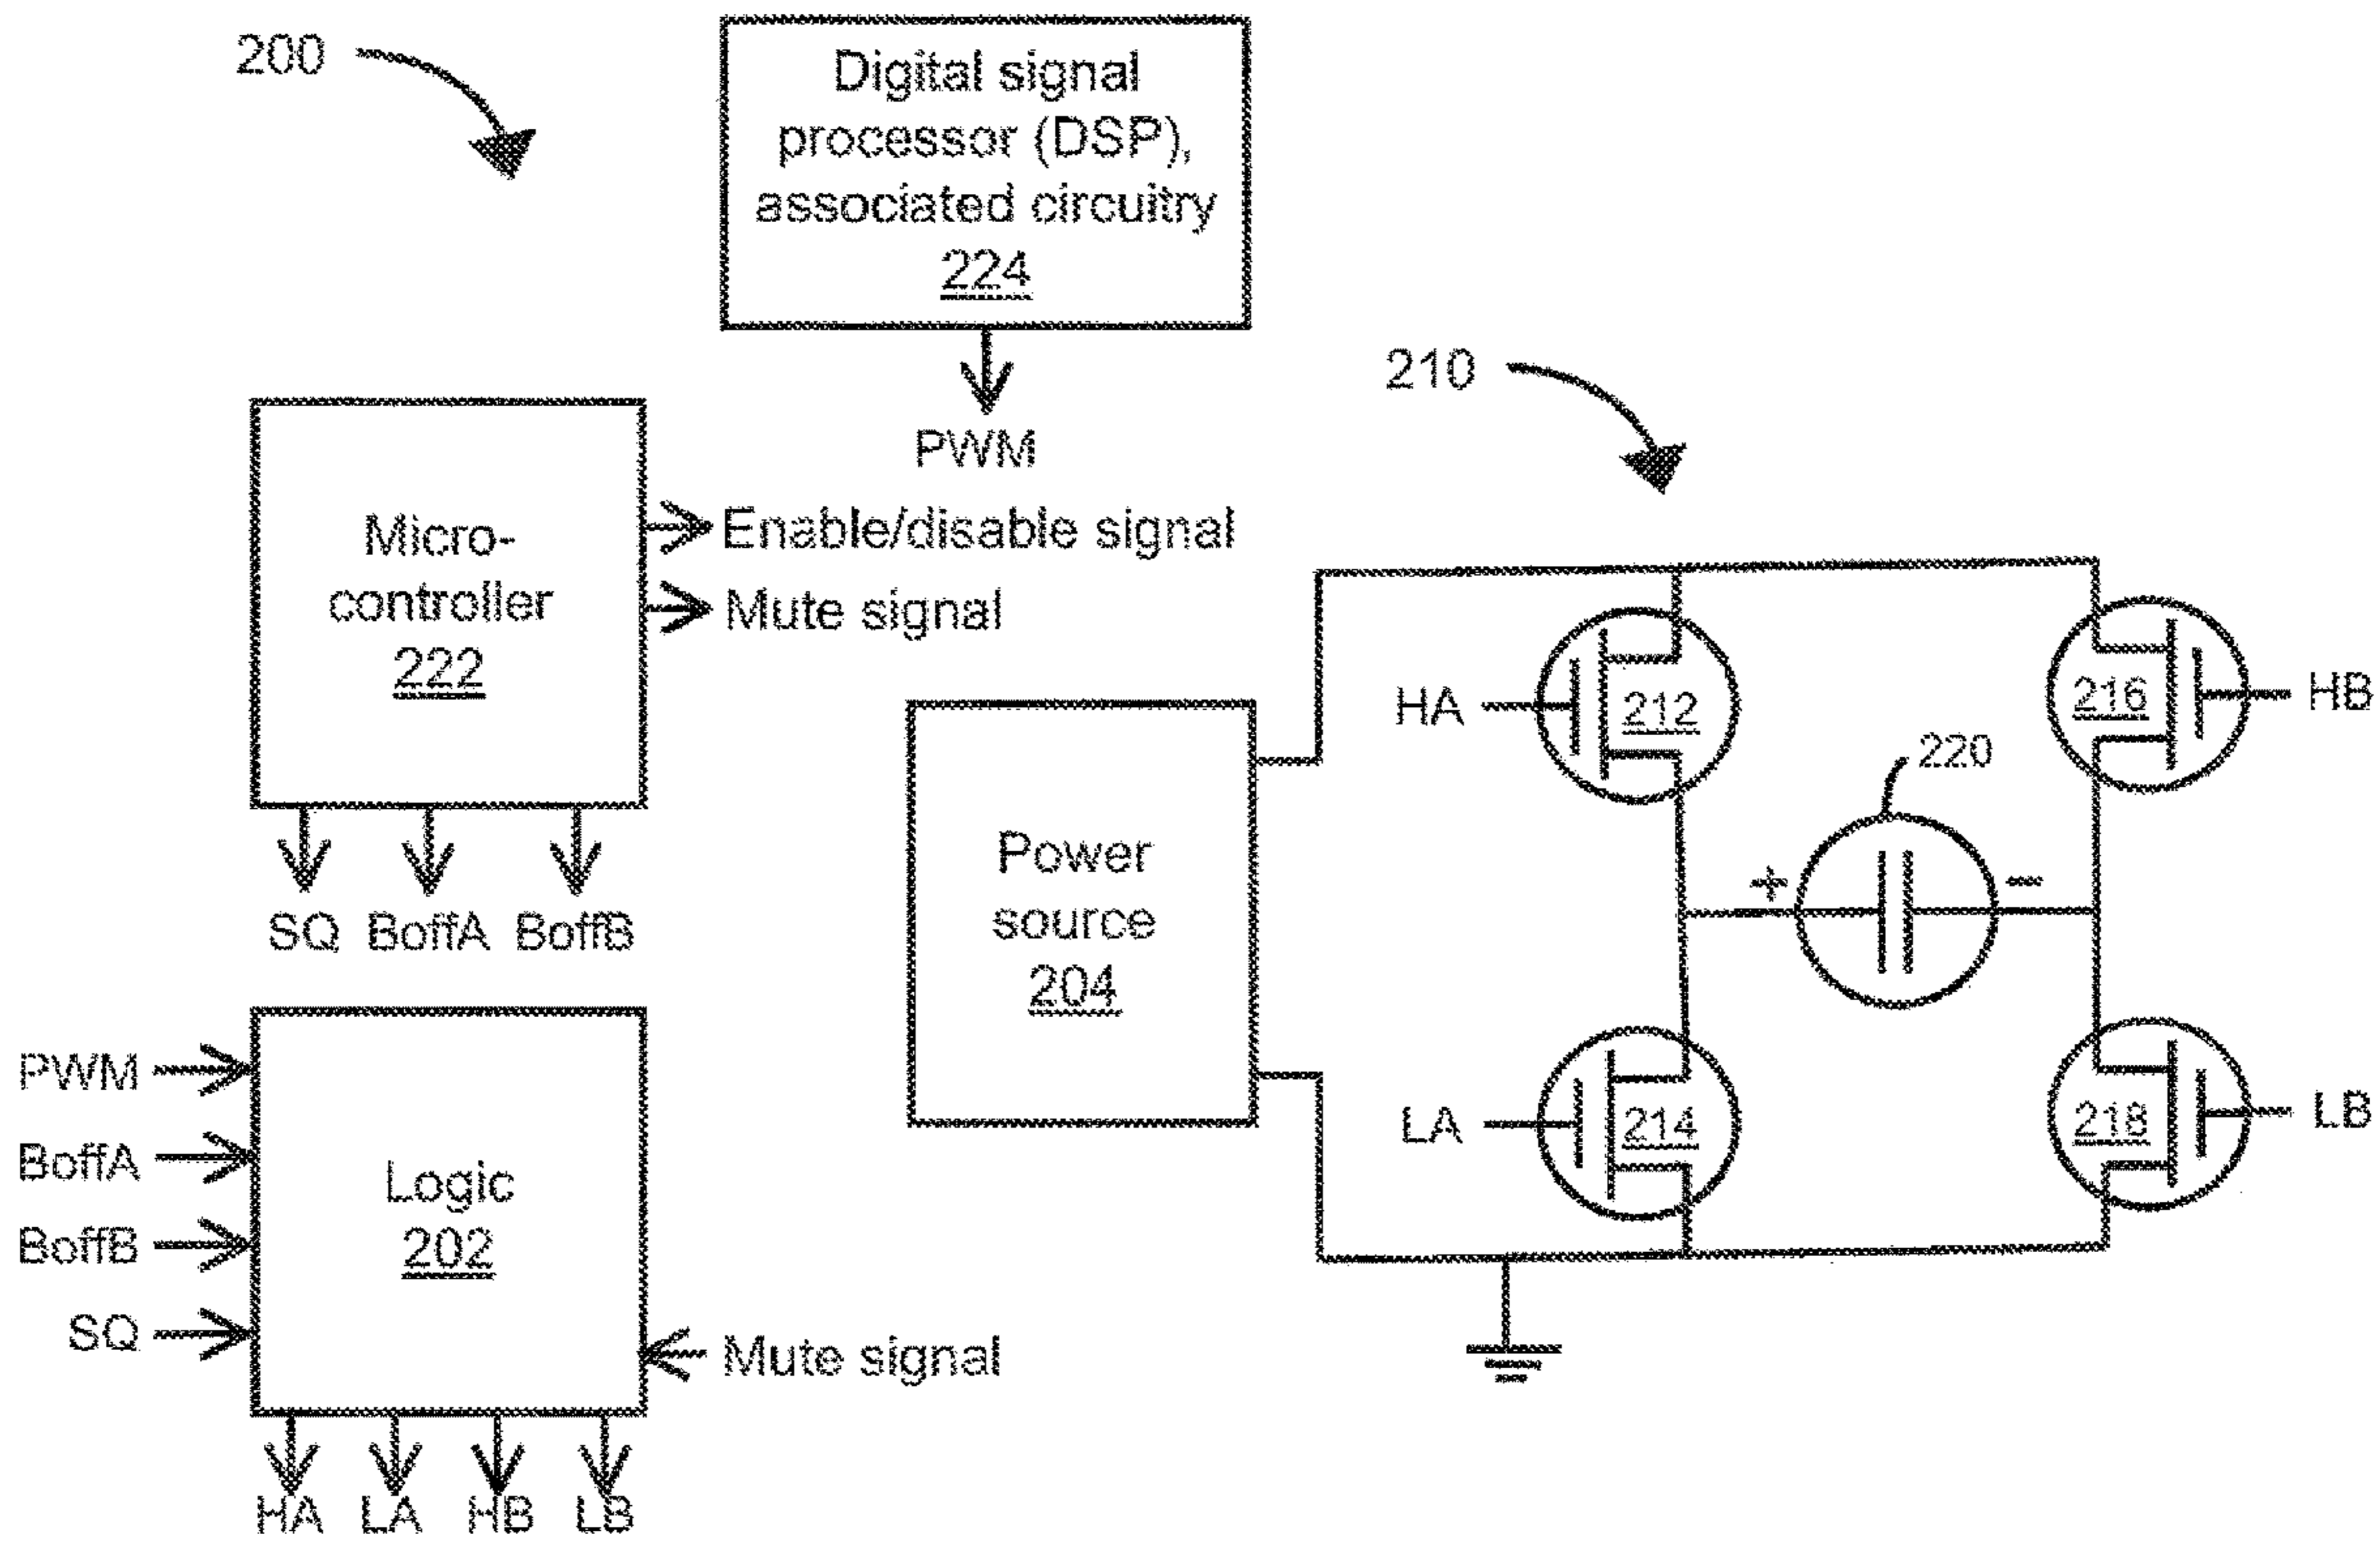 200
Digital signal
processor (DSP),
associated circuitry
224
PWM
210
Micro-
controller
222
Enable/disable signal
Mute signal
SQ BoffA BoffB
Power
source
204
HA
212
216
HB
220
+
−
LA
214
218
LB
PWM
BoffA
BoffB
SQ
Logic
202
Mute signal
HA LA HB LB